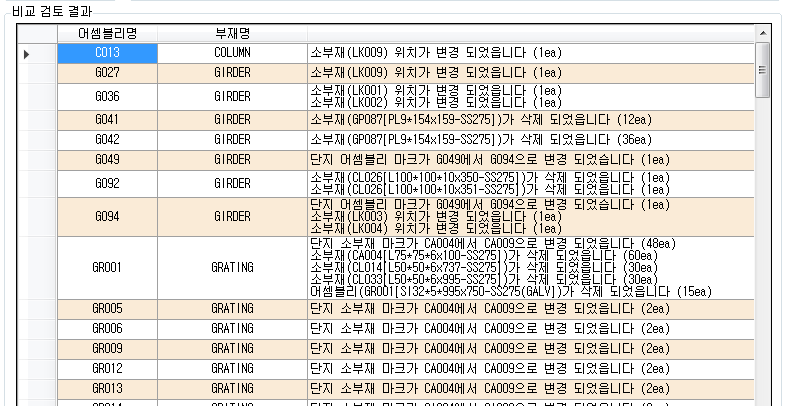 비교 검토 결과
어셈블리명 부재명
C013 COLUMN 소부재(LK009) 위치가 변경 되었읍니다 (1ea)
G027 GIRDER 소부재(LK009) 위치가 변경 되었읍니다 (1ea)
G036 GIRDER 소부재(LK001) 위치가 변경 되었읍니다 (1ea)
소부재(LK002) 위치가 변경 되었읍니다 (1ea)
G041 GIRDER 소부재(GP087[PL9*154x159-SS275])가 삭제 되었읍니다 (12ea)
G042 GIRDER 소부재(GP087[PL9*154x159-SS275])가 삭제 되었읍니다 (36ea)
G049 GIRDER 단지 어셈블리 마크가 G049에서 G094으로 변경 되었습니다 (1ea)
G092 GIRDER 소부재(CL026[L100*100*10x350-SS275])가 삭제 되었읍니다 (1ea)
소부재(CL026[L100*100*10x351-SS275])가 삭제 되었읍니다 (1ea)
G094 GIRDER 단지 어셈블리 마크가 G049에서 G094으로 변경 되었습니다 (1ea)
소부재(LK003) 위치가 변경 되었읍니다 (1ea)
소부재(LK004) 위치가 변경 되었읍니다 (1ea)
GR001 GRATING 단지 소부재 마크가 CA004에서 CA009으로 변경 되었읍니다 (48ea)
소부재(CA004[L75*75*6x100-SS275])가 삭제 되었읍니다 (60ea)
소부재(CL014[L50*50*6x737-SS275])가 삭제 되었읍니다 (30ea)
소부재(CL033[L50*50*6x995-SS275])가 삭제 되었읍니다 (30ea)
어셈블리(GR001[SI32*5*995x750-SS275(GALV])가 삭제 되었읍니다 (15ea)
GR005 GRATING 단지 소부재 마크가 CA004에서 CA009으로 변경 되었읍니다 (2ea)
GR006 GRATING 단지 소부재 마크가 CA004에서 CA009으로 변경 되었읍니다 (2ea)
GR009 GRATING 단지 소부재 마크가 CA004에서 CA009으로 변경 되었읍니다 (2ea)
GR012 GRATING 단지 소부재 마크가 CA004에서 CA009으로 변경 되었읍니다 (2ea)
GR013 GRATING 단지 소부재 마크가 CA004에서 CA009으로 변경 되었읍니다 (2ea)